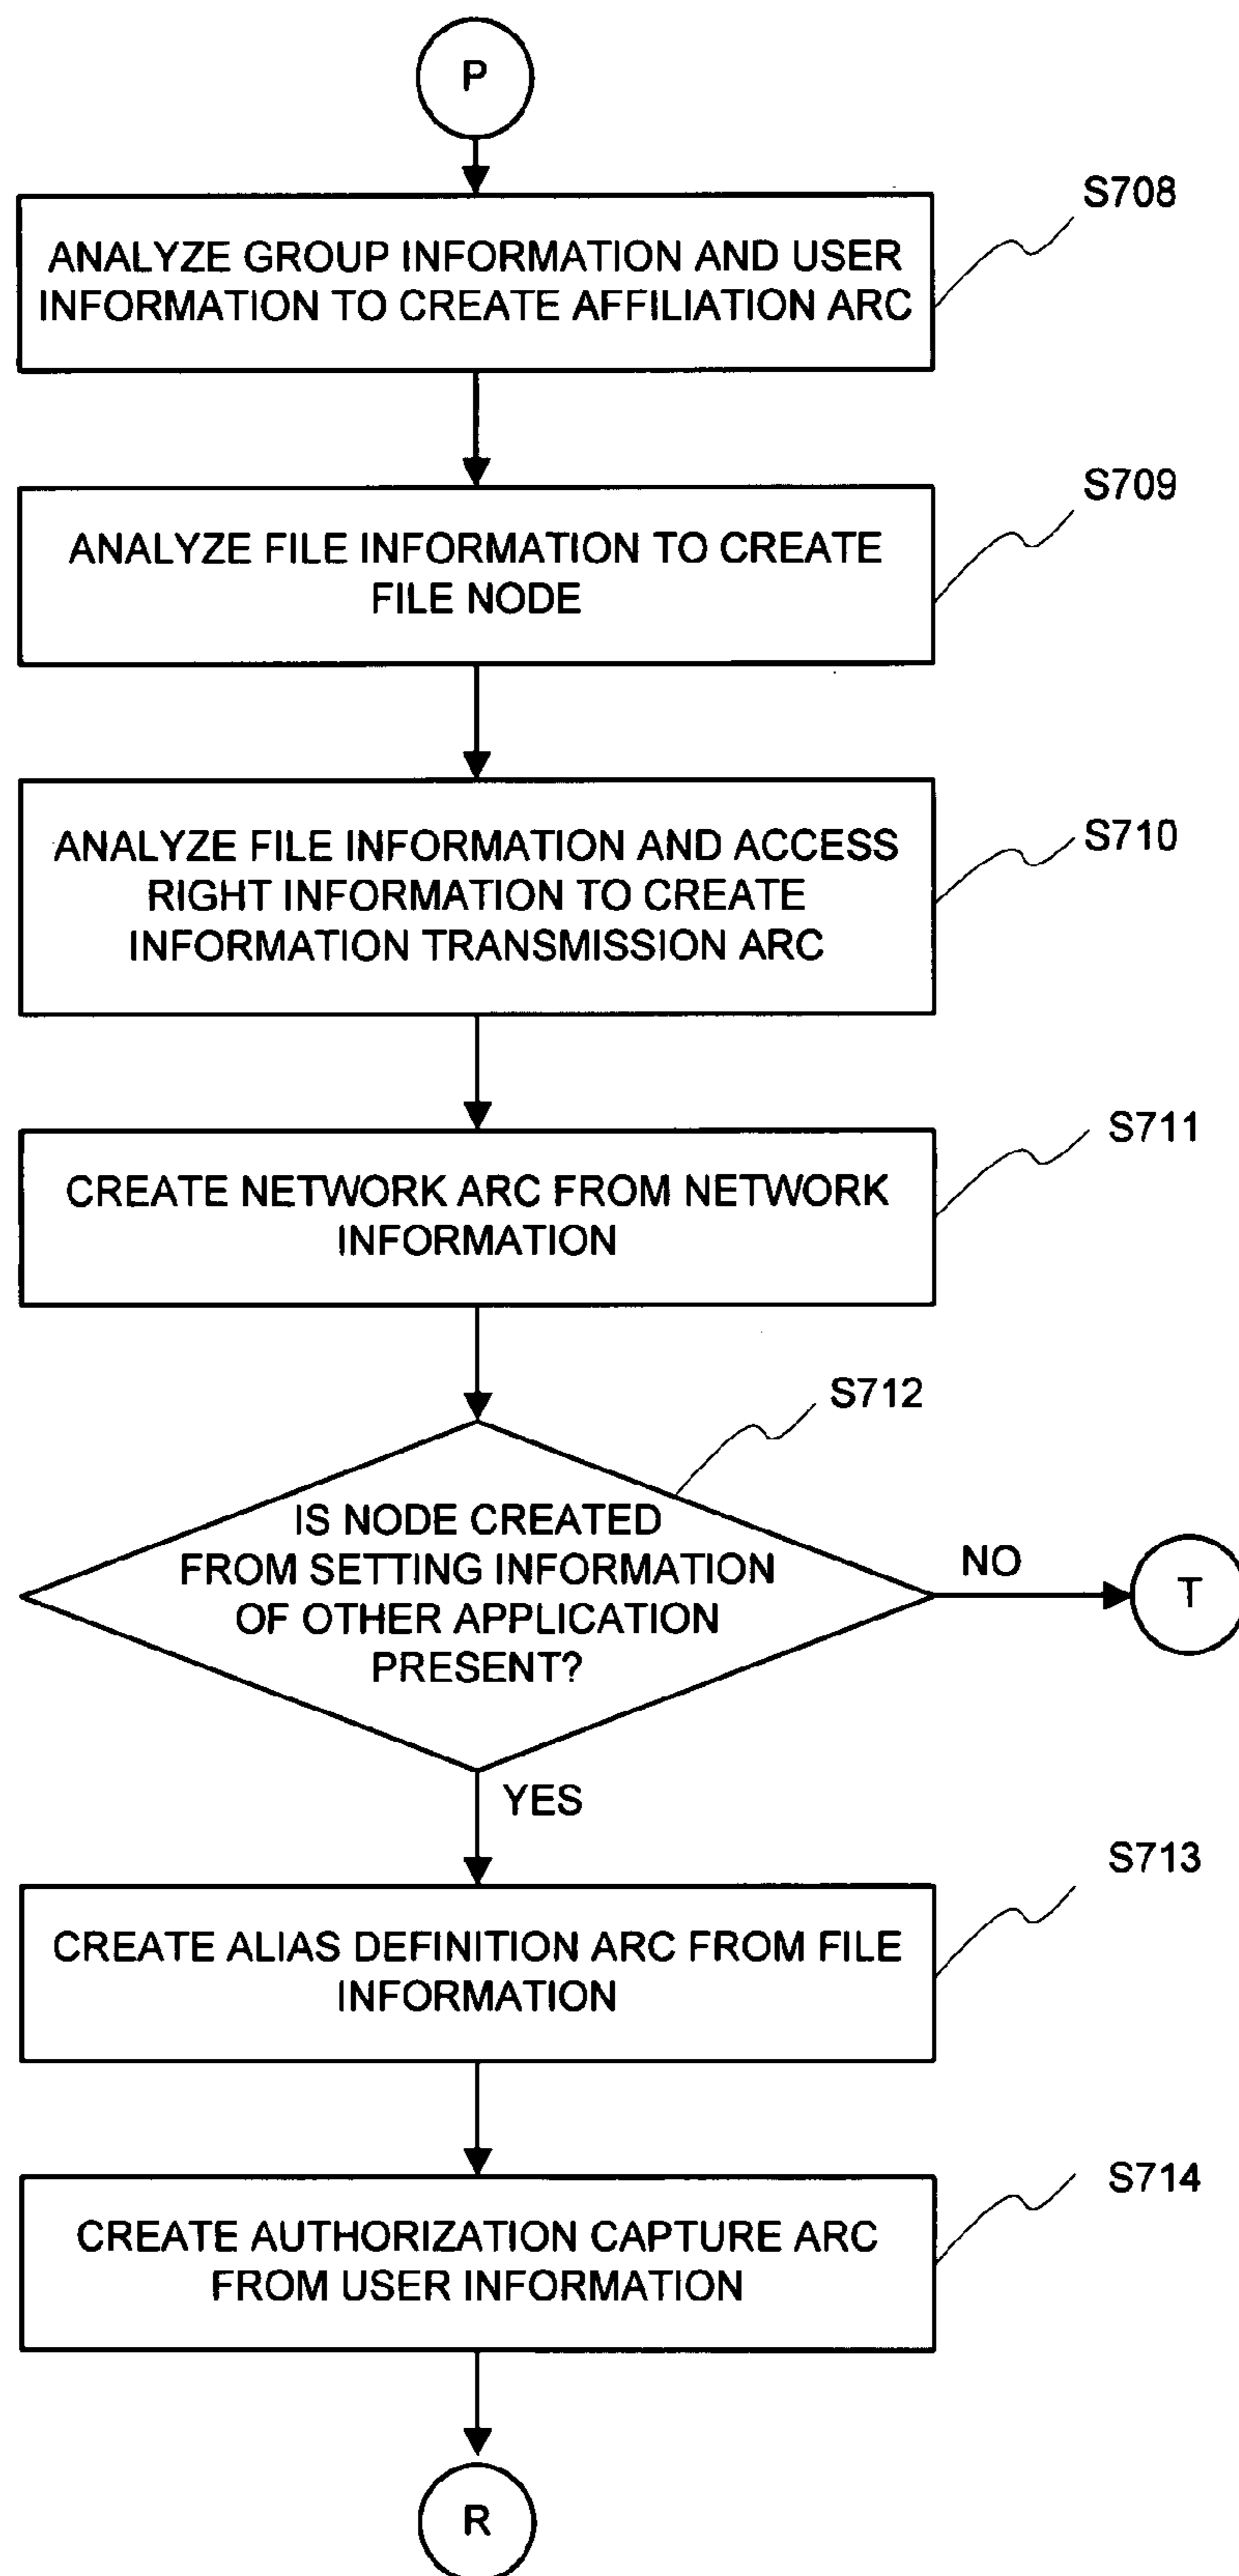 P
S708
ANALYZE GROUP INFORMATION AND USER
INFORMATION TO CREATE AFFILIATION ARC
S709
ANALYZE FILE INFORMATION TO CREATE
FILE NODE
S710
ANALYZE FILE INFORMATION AND ACCESS
RIGHT INFORMATION TO CREATE
INFORMATION TRANSMISSION ARC
S711
CREATE NETWORK ARC FROM NETWORK
INFORMATION
S712
IS NODE CREATED
FROM SETTING INFORMATION
OF OTHER APPLICATION
PRESENT?
NO
T
YES
S713
CREATE ALIAS DEFINITION ARC FROM FILE
INFORMATION
S714
CREATE AUTHORIZATION CAPTURE ARC
FROM USER INFORMATION
R